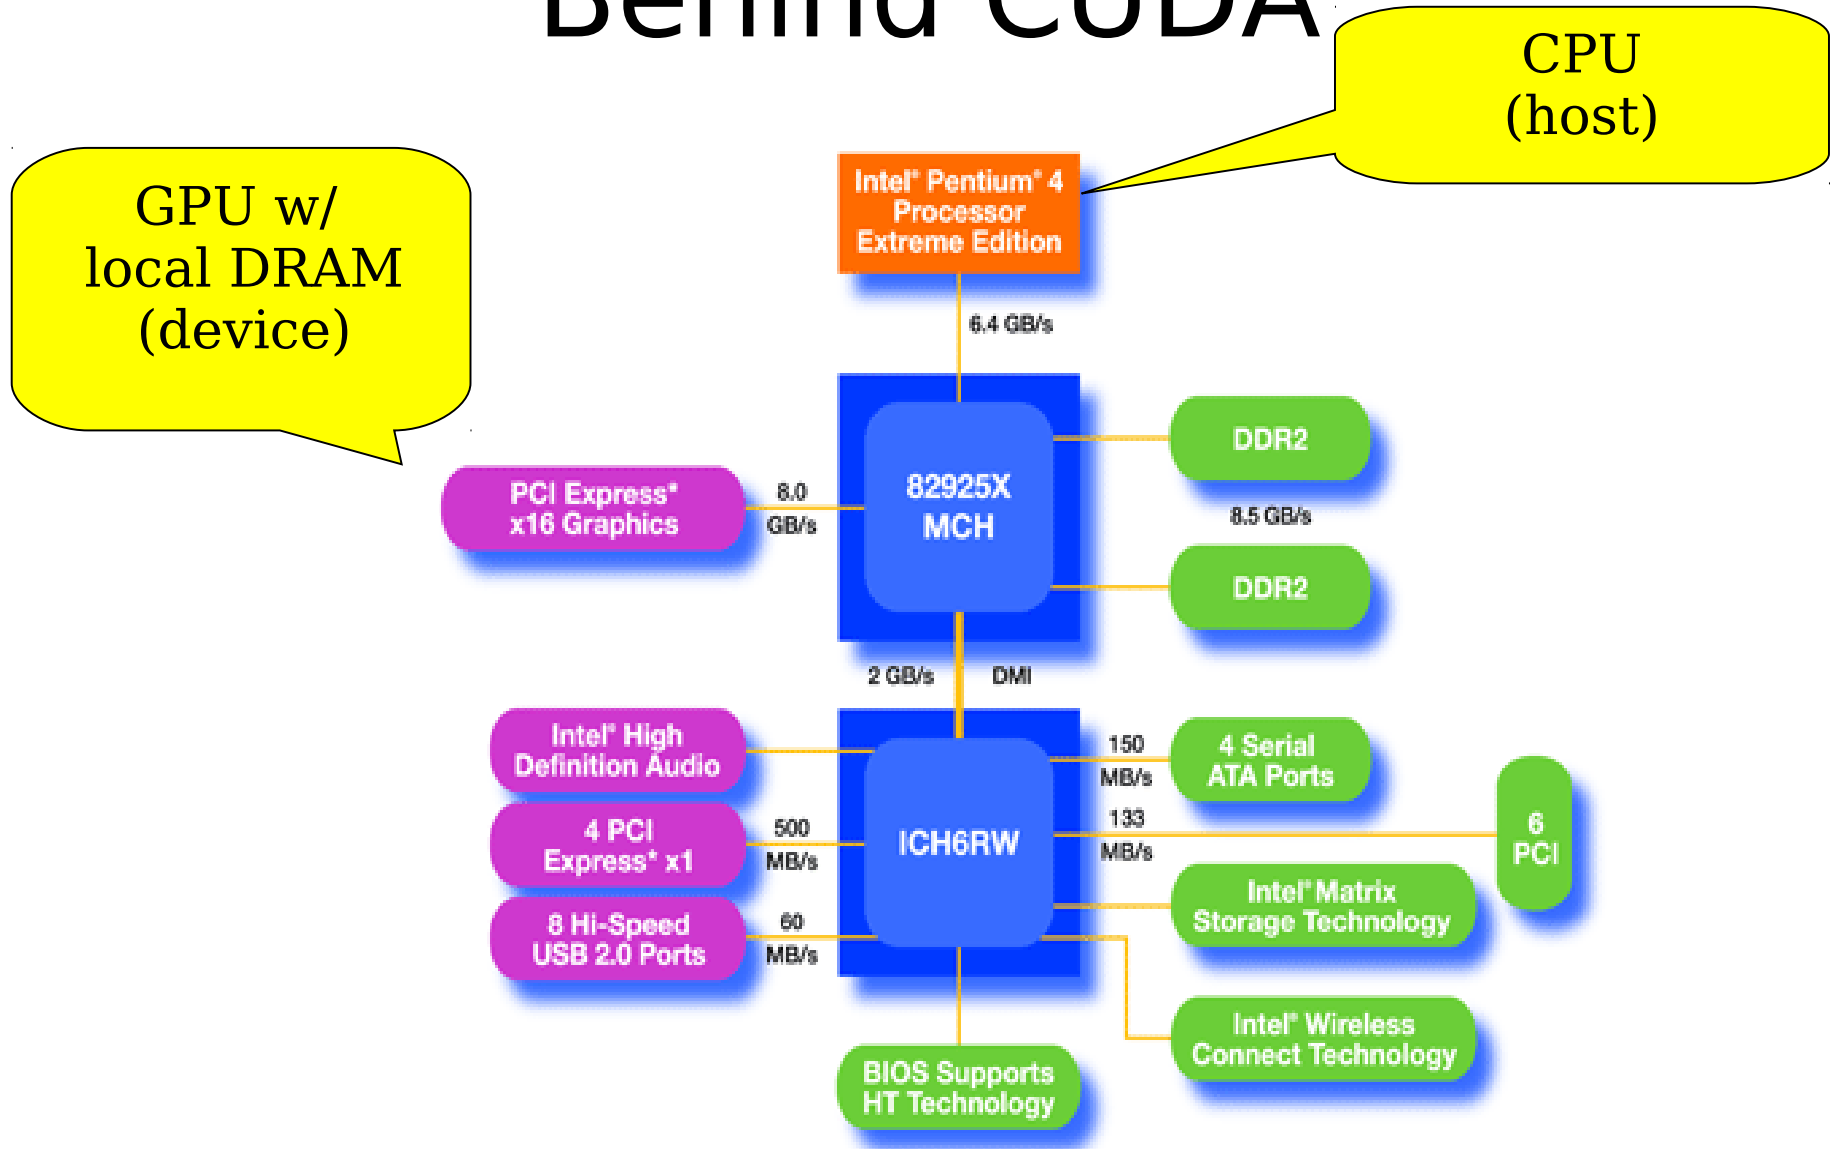 Behind CUDA
CPU
(host)
GPU w/
local DRAM
(device)
Intel® Pentium® 4
Processor
Extreme Edition
6.4 GB/s
DDR2
82925X
MCH
PCI Express*
x16 Graphics
8.0
GB/s
8.5 GB/s
DDR2
2 GB/s
DMI
Intel® High
Definition Audio
150
MB/s
4 Serial
ATA Ports
4 PCI
Express* x1
500
MB/s
ICH6RW
133
MB/s
6
PCI
Intel® Matrix
Storage Technology
8 Hi-Speed
USB 2.0 Ports
60
MB/s
Intel® Wireless
Connect Technology
BIOS Supports
HT Technology